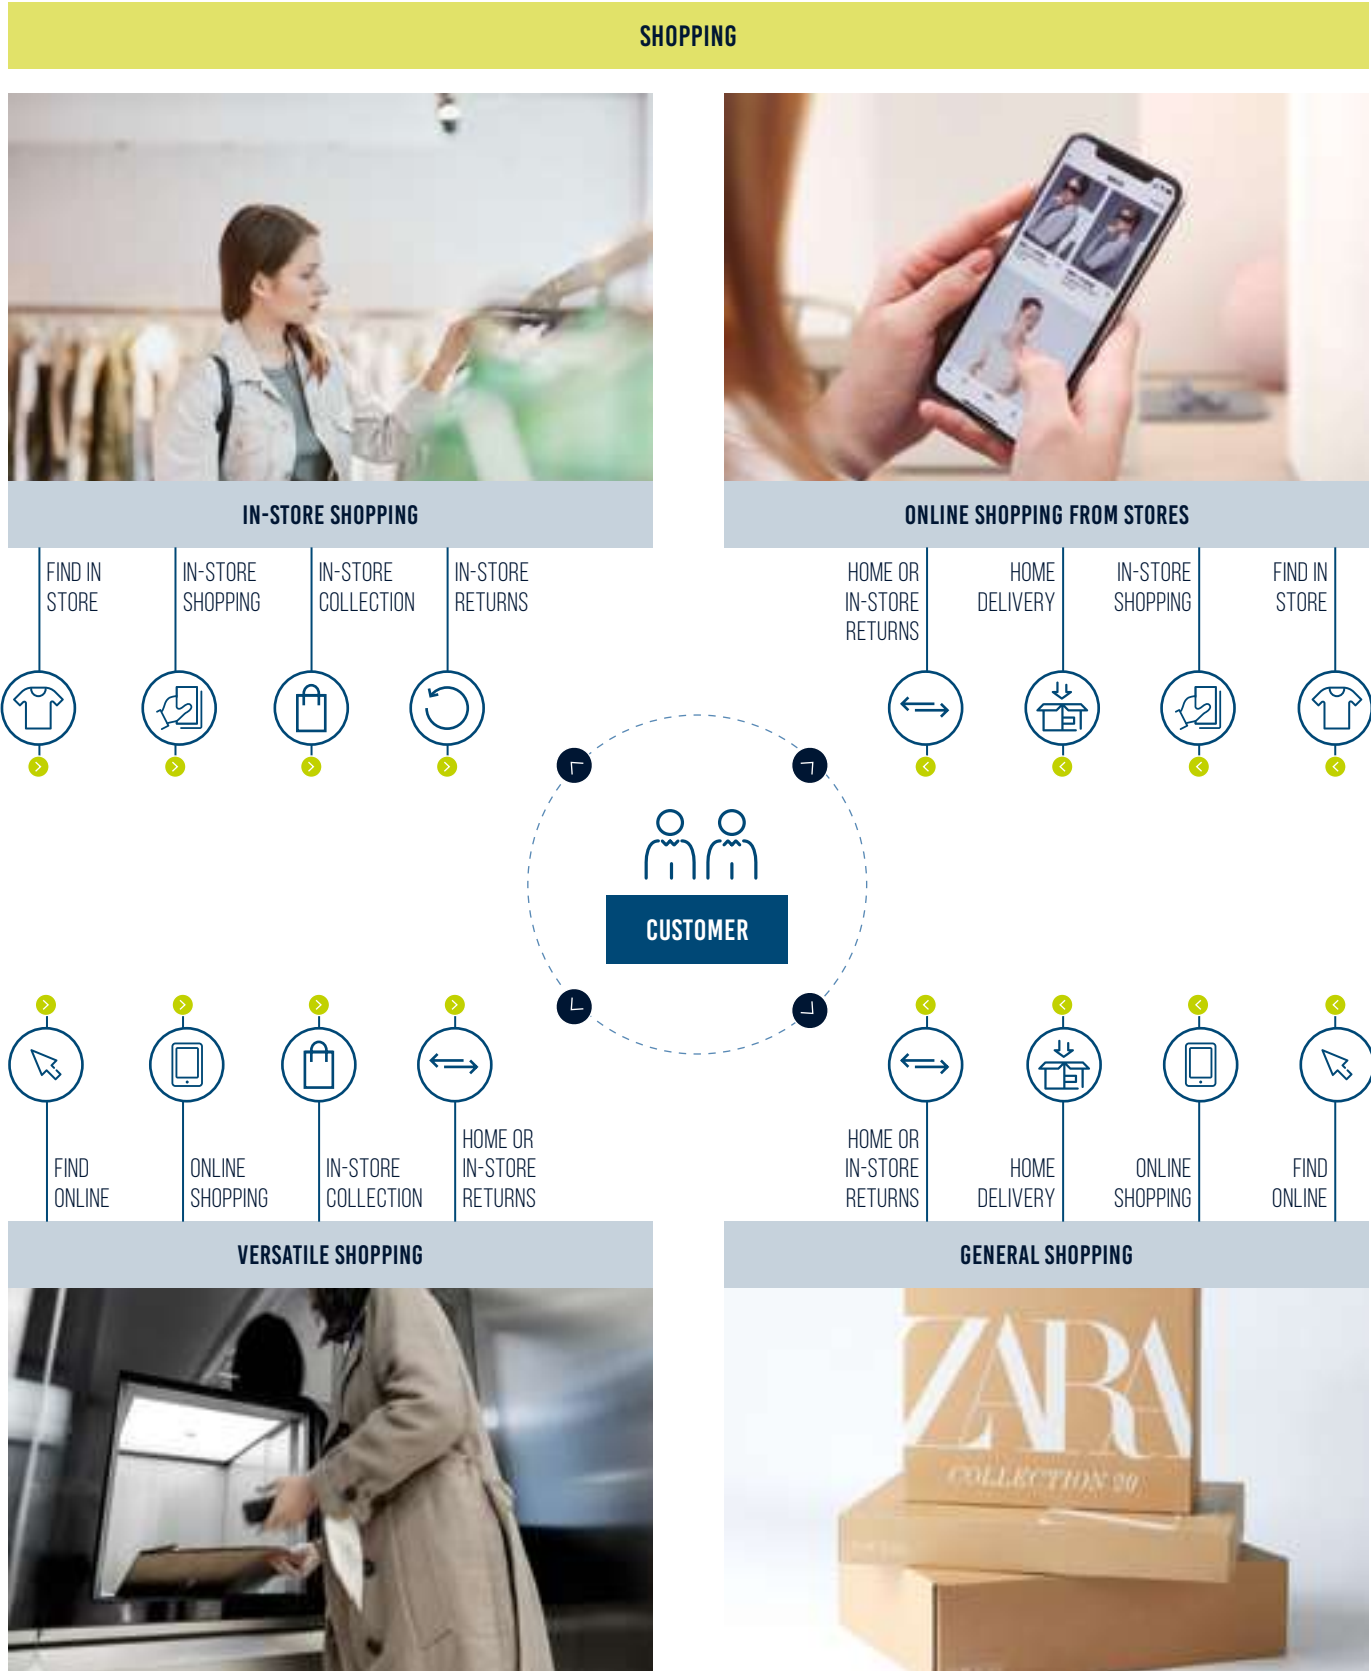 SHOPPING
IN-STORE SHOPPING
FIND IN
STORE
IN-STORE
SHOPPING
IN-STORE
COLLECTION
IN-STORE
RETURNS
ONLINE SHOPPING FROM STORES
HOME OR
IN-STORE
RETURNS
HOME
DELIVERY
IN-STORE
SHOPPING
FIND IN
STORE
CUSTOMER
FIND
ONLINE
ONLINE
SHOPPING
IN-STORE
COLLECTION
HOME OR
IN-STORE
RETURNS
VERSATILE SHOPPING
HOME OR
IN-STORE
RETURNS
HOME
DELIVERY
ONLINE
SHOPPING
FIND
ONLINE
GENERAL SHOPPING
ZARA
COLLECTION 20